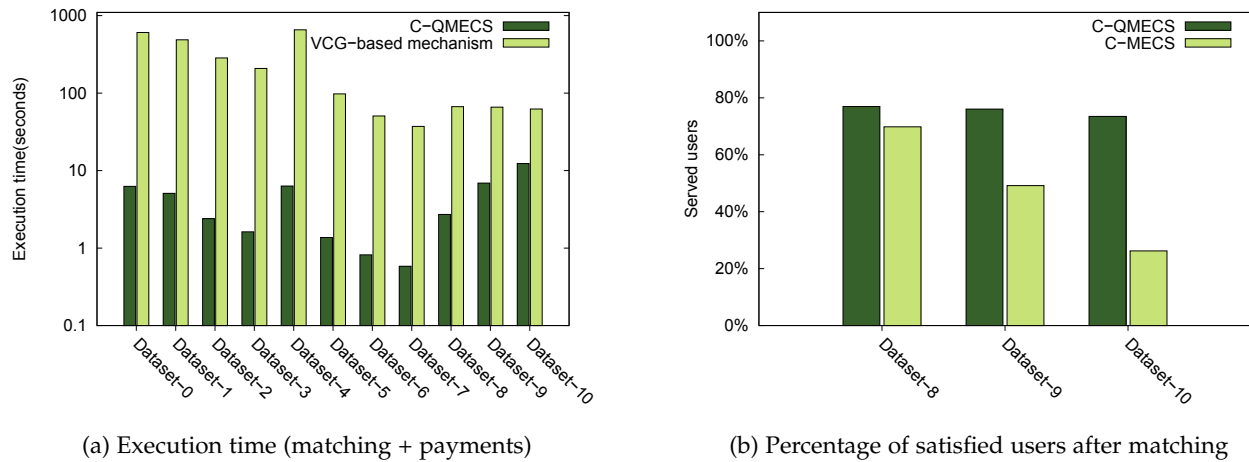 C-QMECS
VCG-based mechanism
Execution time(seconds)
1000
100
10
1
0.1
Dataset-0
Dataset-1
Dataset-2
Dataset-3
Dataset-4
Dataset-5
Dataset-6
Dataset-7
Dataset-8
Dataset-9
Dataset-10
(a) Execution time (matching + payments)
C-QMECS
C-MECS
Served users
100%
80%
60%
40%
20%
0%
Dataset-8
Dataset-9
Dataset-10
(b) Percentage of satisfied users after matching